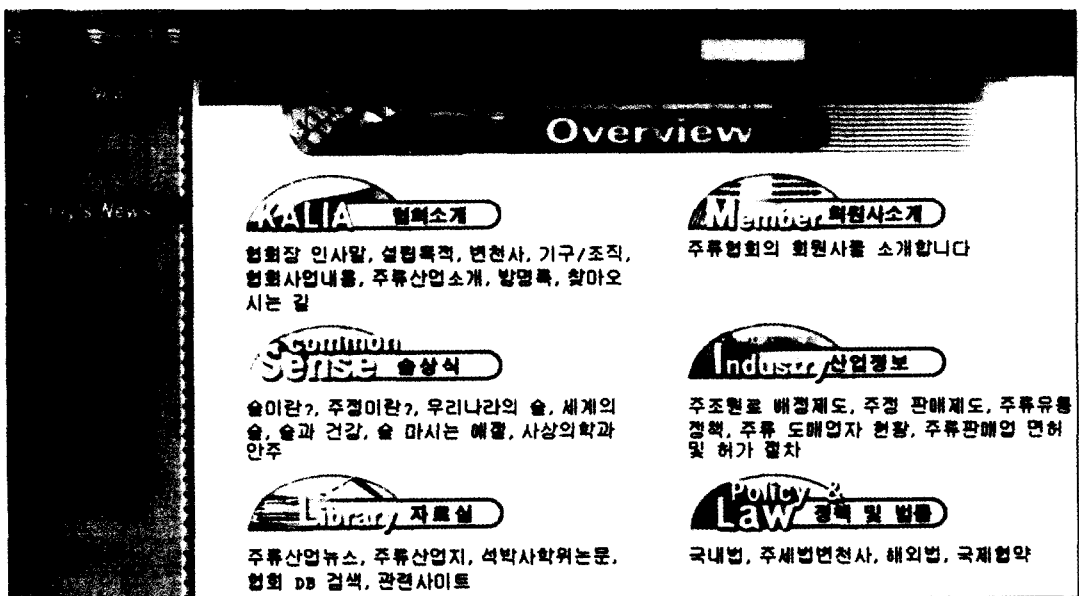 Overview
KALIA 협회소개
협회장 인사말, 설립목적, 변천사, 기구/조직,
협회사업내용, 주류산업소개, 방명록, 찾아오
시는 길
Member 회원사소개
주류협회의 회원사를 소개합니다
common
Sense 술상식
술이란?, 주정이란?, 우리나라의 술, 세계의
술, 술과 건강, 술 마시는 예절, 사상의학과
안주
Industry 산업정보
주조원료 배정제도, 주정 판매제도, 주류유통
정책, 주류 도매업자 현황, 주류판매업 면허
및 허가 절차
Library 자료실
주류산업뉴스, 주류산업지, 석박사학위논문,
협회 DB 검색, 관련사이트
Policy &
Law 정책 및 법률
국내법, 주세법변천사, 해외법, 국제협약